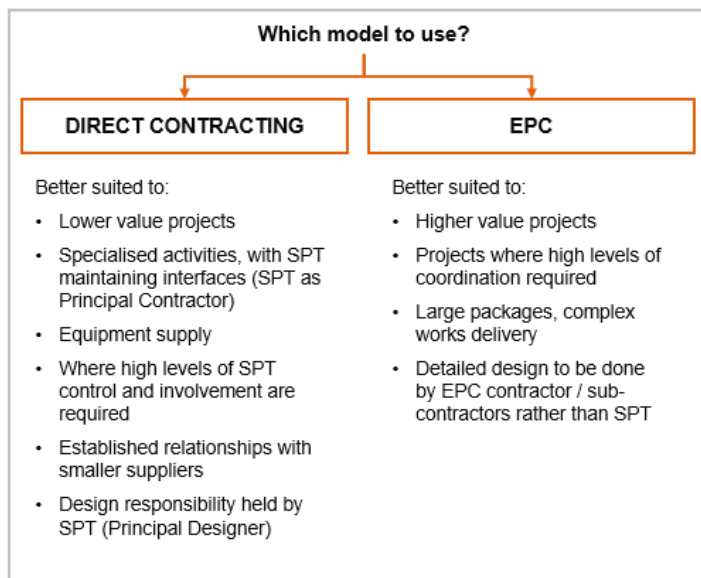 Which model to use?
DIRECT CONTRACTING
Better suited to:
• Lower value projects
• Specialised activities, with SPT
maintaining interfaces (SPT as
Principal Contractor)
• Equipment supply
• Where high levels of SPT
control and involvement are
required
• Established relationships with
smaller suppliers
• Design responsibility held by
SPT (Principal Designer)
EPC
Better suited to:
• Higher value projects
• Projects where high levels of
coordination required
• Large packages, complex
works delivery
• Detailed design to be done
by EPC contractor / sub-
contractors rather than SPT